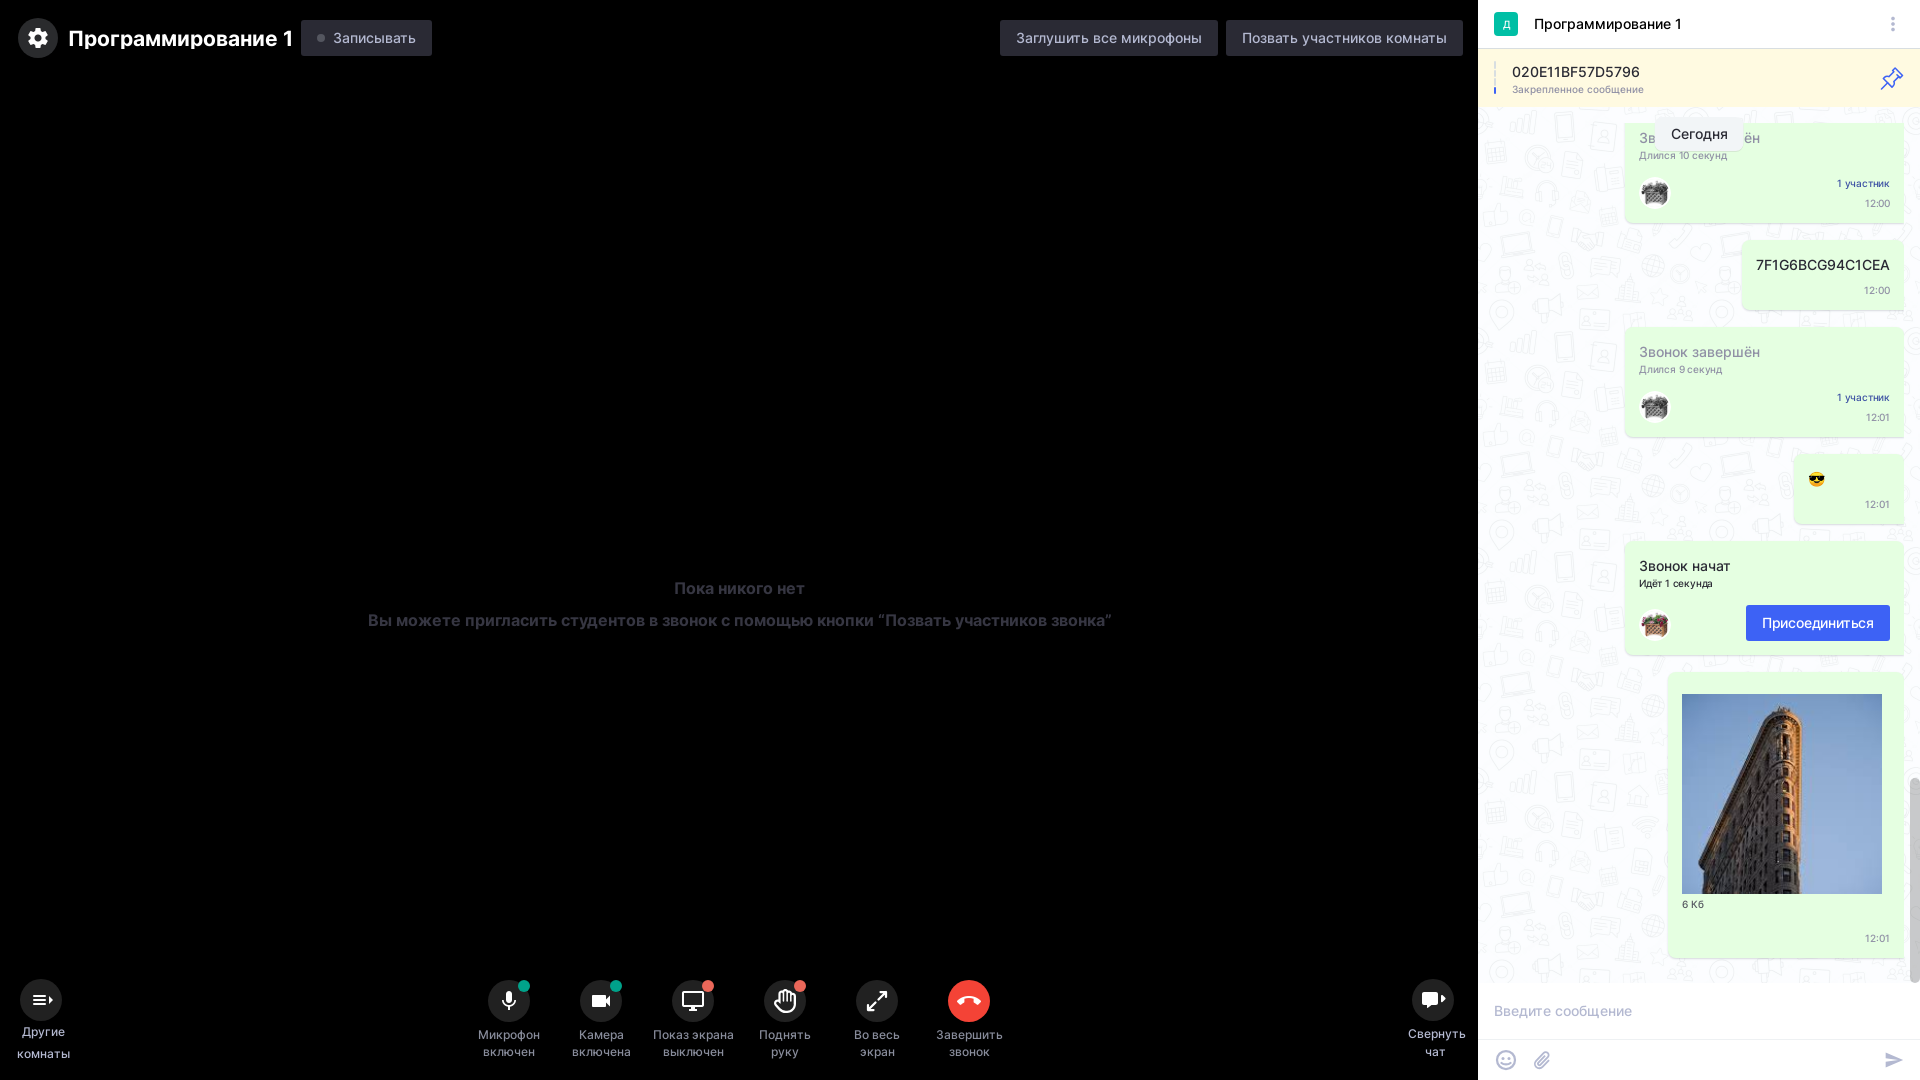 Программирование 1
Записывать
Заглушить все микрофоны
Позвать участников комнаты
Пока никого нет
Вы можете пригласить студентов в звонок с помощью кнопки “Позвать участников звонка”
Другие
комнаты
Микрофон
включен
Камера
включена
Показ экрана
выключен
Поднять
руку
Во весь
экран
Завершить
звонок
Свернуть
чат
Д
Программирование 1
020E11BF57D5796
Закрепленное сообщение
Сегодня
Длился 10 секунд
1 участник
12:00
7F1G6BCG94C1CEA
12:00
Звонок завершён
Длился 9 секунд
1 участник
12:01
12:01
Звонок начат
Идёт 1 секунда
Присоединиться
6 Кб
12:01
Введите сообщение